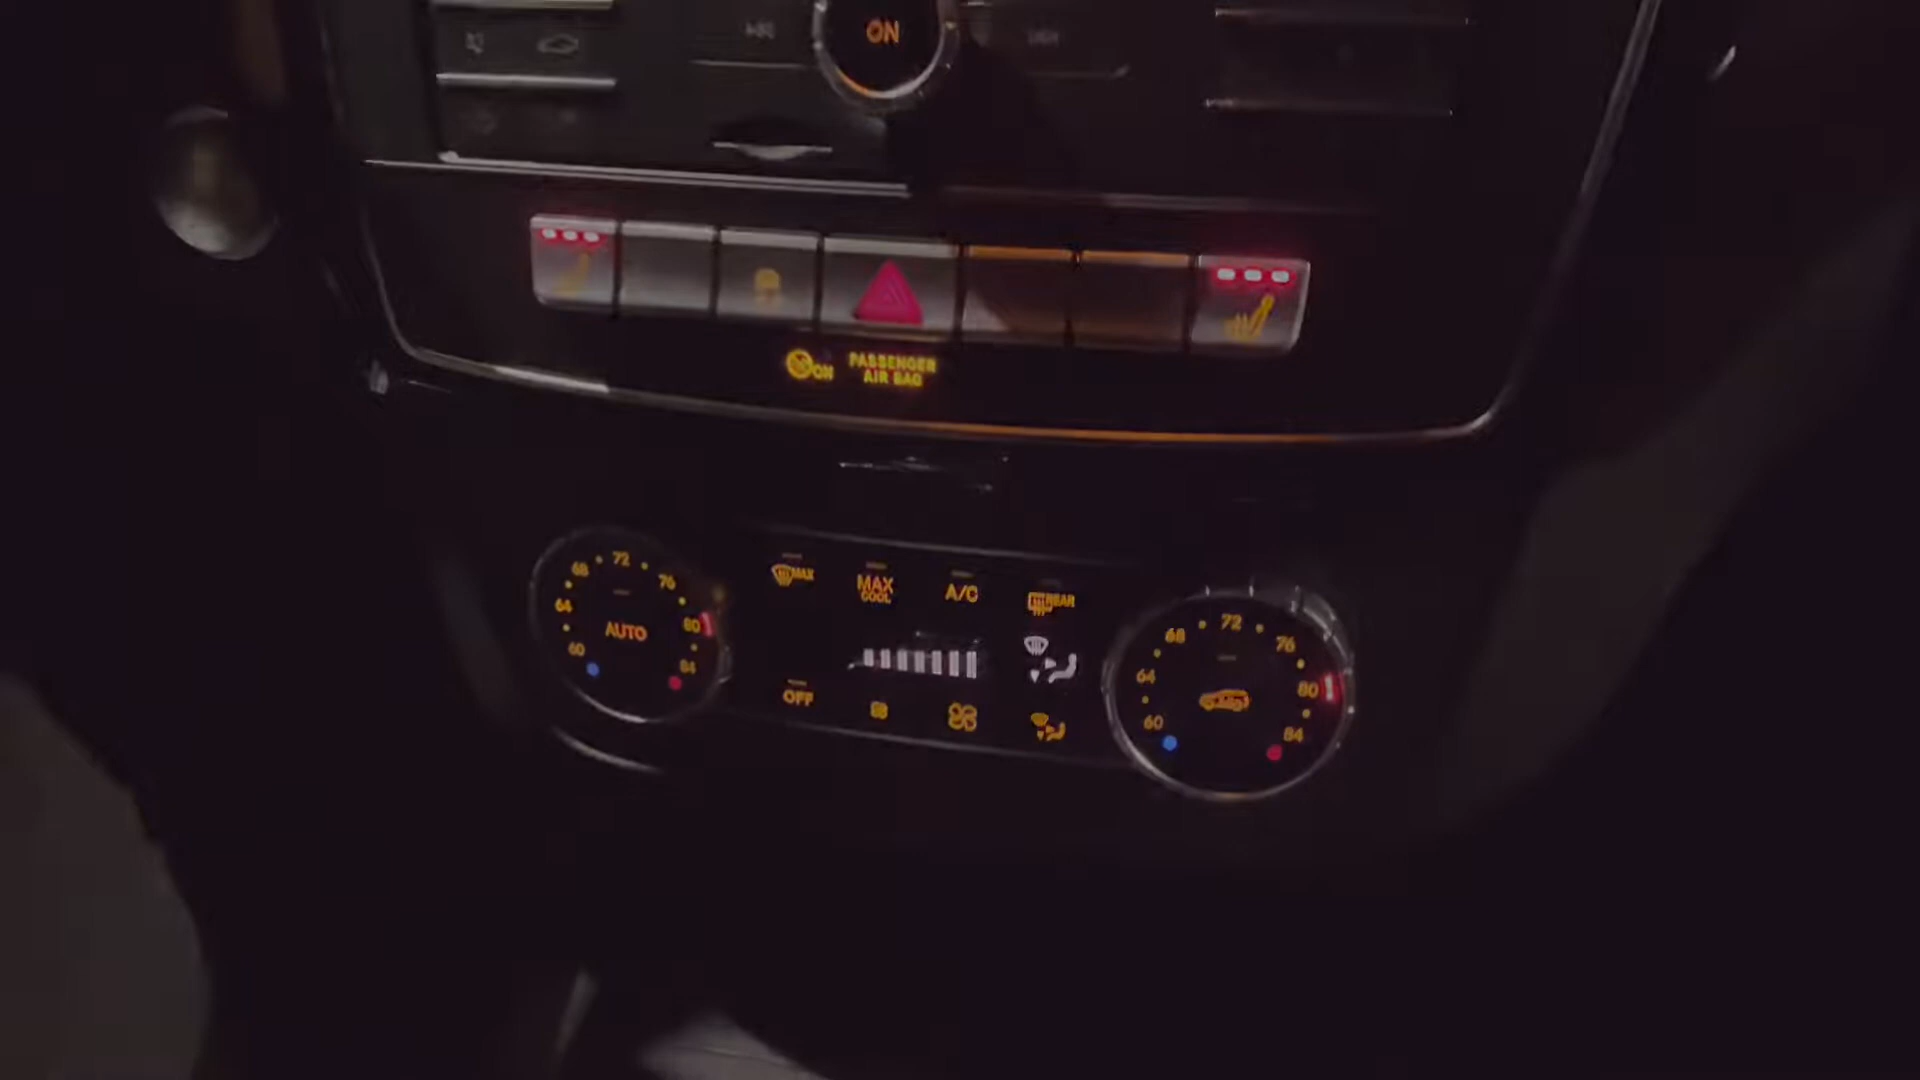 ON
ON PASSENGER
AIR BAG
72
68 76
64 80
AUTO
60 84
MAX
MAX
COOL
A/C
REAR
OFF
72
68 76
64 80
60 84